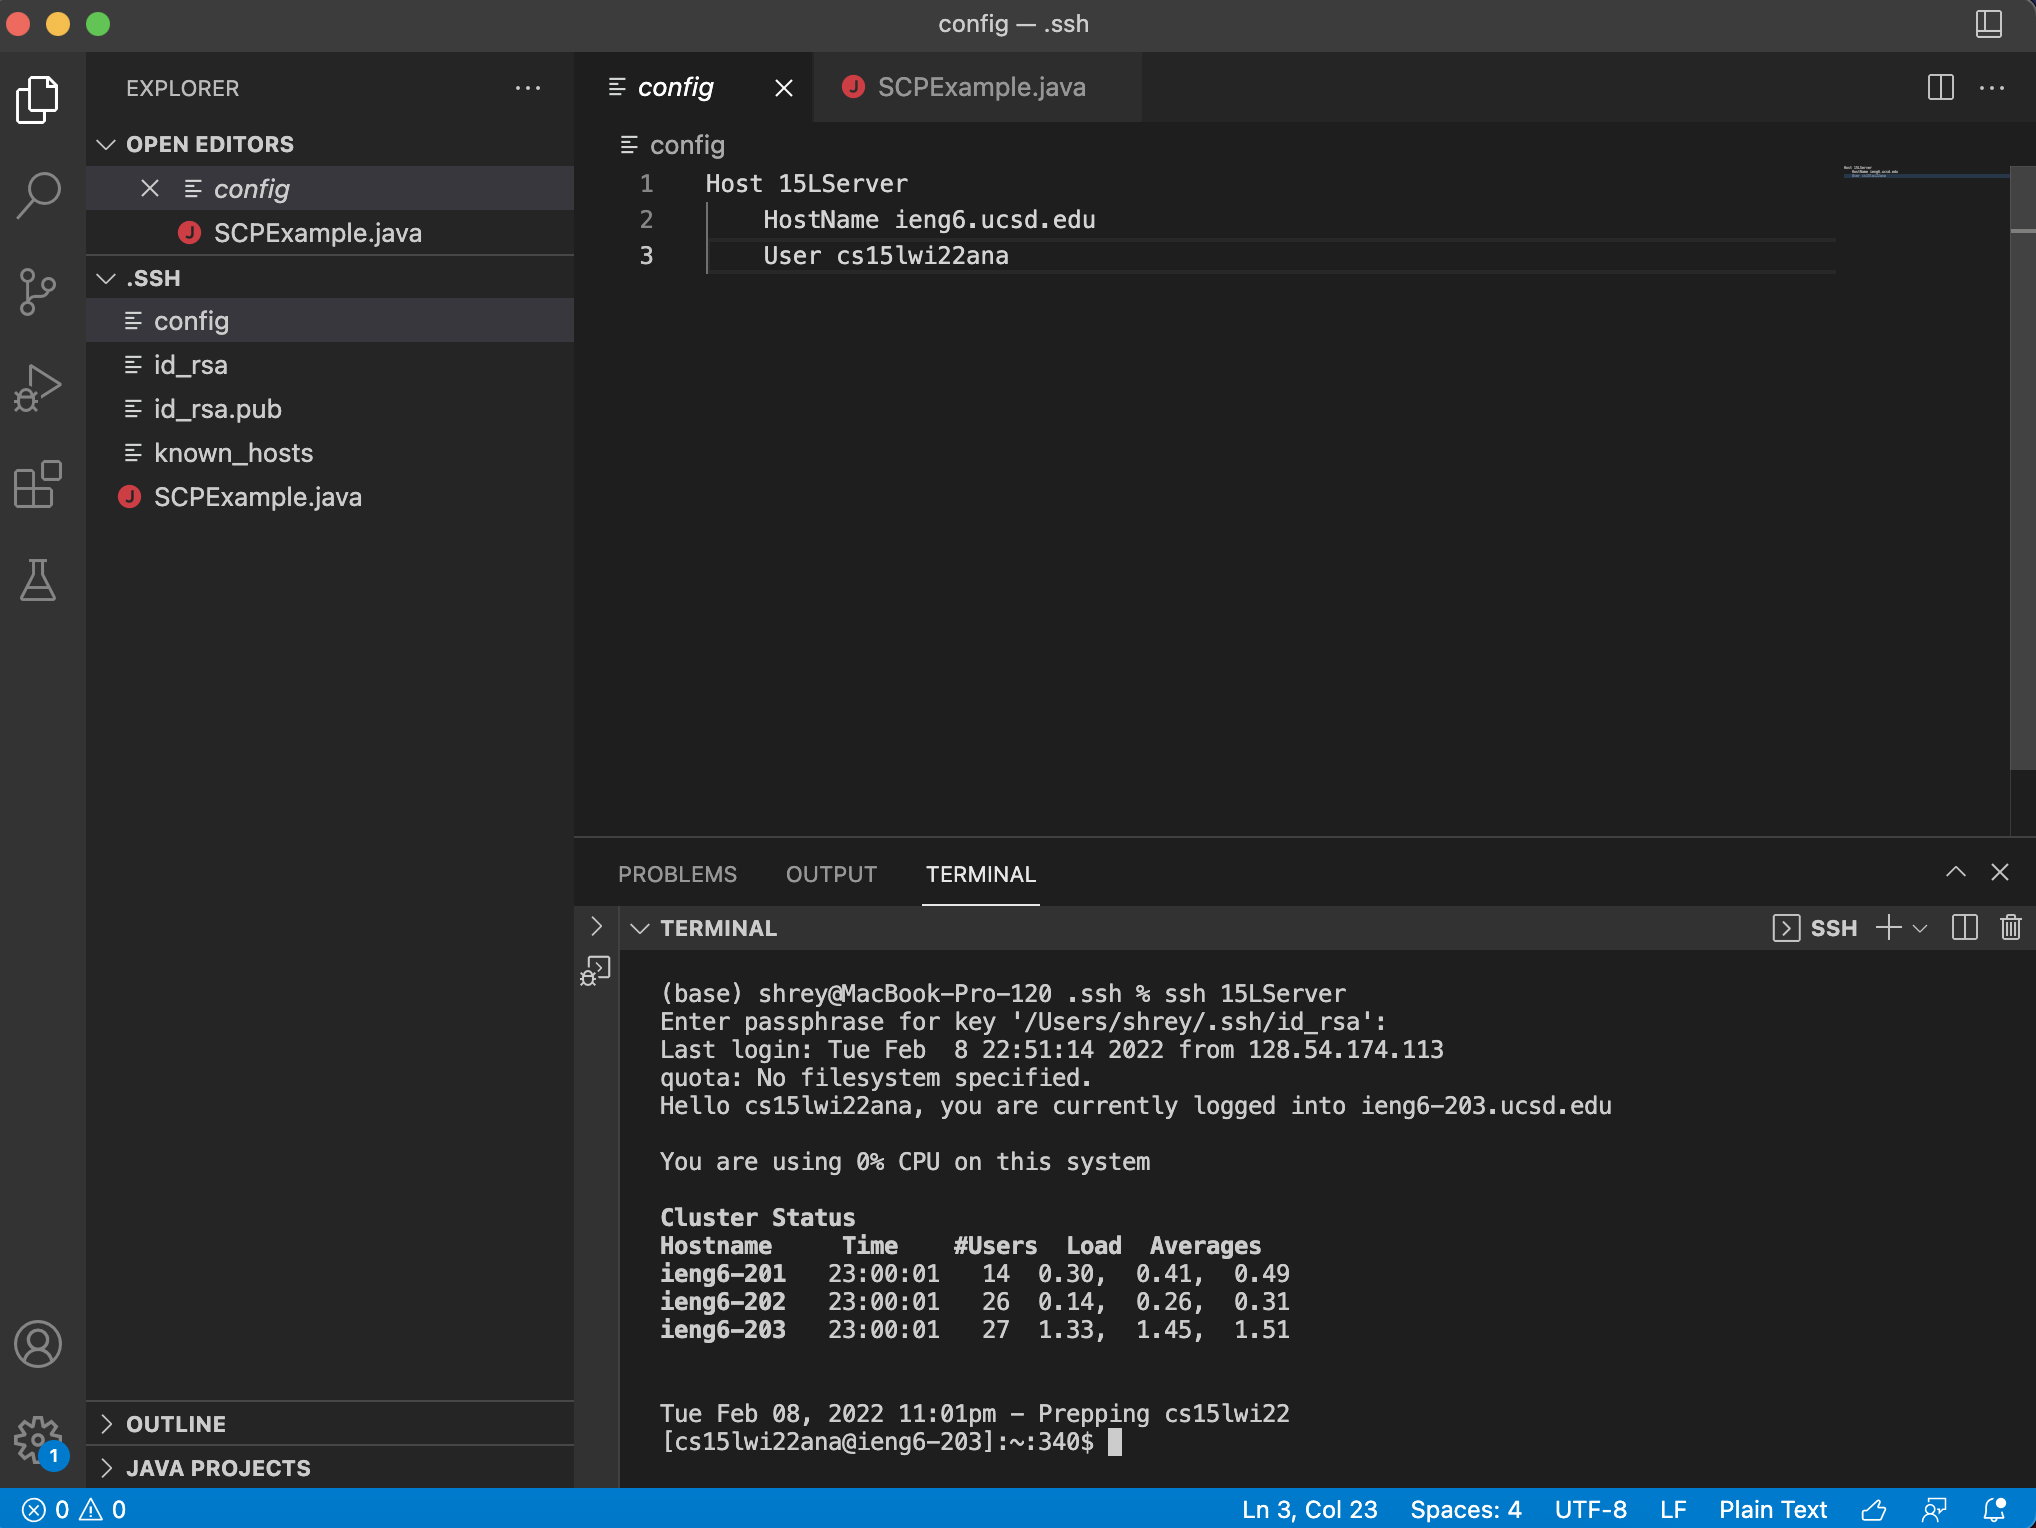 config — .ssh
EXPLORER
OPEN EDITORS
config
SCPExample.java
.SSH
config
id_rsa
id_rsa.pub
known_hosts
SCPExample.java
OUTLINE
JAVA PROJECTS
1
config
SCPExample.java
config
1 Host 15LServer
2 HostName ieng6.ucsd.edu
3 User cs15lwi22ana
PROBLEMS OUTPUT TERMINAL
TERMINAL
SSH
(base) shrey@MacBook-Pro-120 .ssh % ssh 15LServer
Enter passphrase for key '/Users/shrey/.ssh/id_rsa':
Last login: Tue Feb  8 22:51:14 2022 from 128.54.174.113
quota: No filesystem specified.
Hello cs15lwi22ana, you are currently logged into ieng6-203.ucsd.edu
You are using 0% CPU on this system
Cluster Status
Hostname     Time    #Users  Load  Averages
ieng6-201   23:00:01   14  0.30,  0.41,  0.49
ieng6-202   23:00:01   26  0.14,  0.26,  0.31
ieng6-203   23:00:01   27  1.33,  1.45,  1.51
Tue Feb 08, 2022 11:01pm - Prepping cs15lwi22
[cs15lwi22ana@ieng6-203]:~:340$
0 0
Ln 3, Col 23 Spaces: 4 UTF-8 LF Plain Text